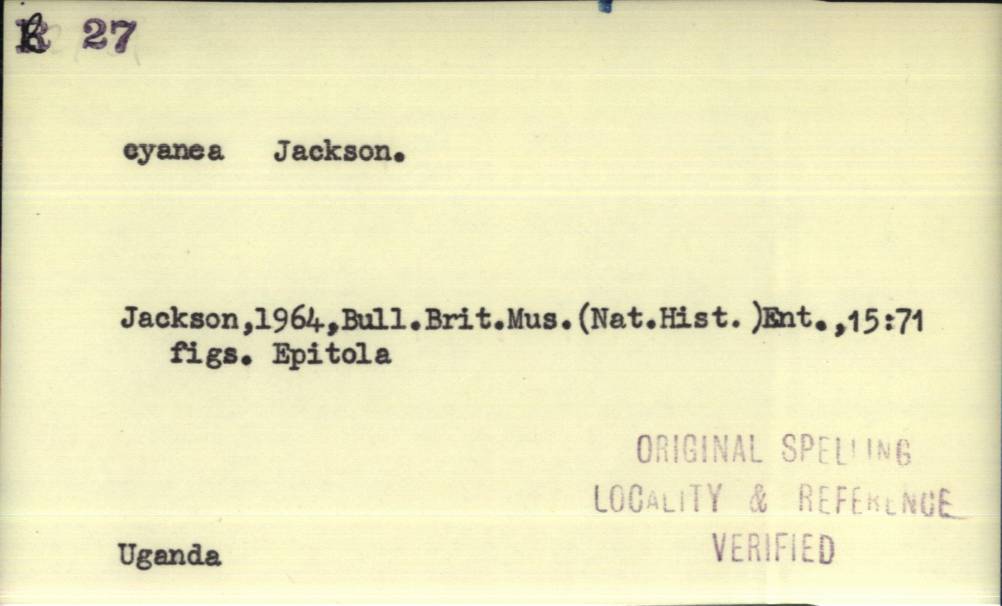 R 27
cyanea Jackson.
Jackson,1964,Bull.Brit.Mus.(Nat.Hist.)Ent.,15:71
figs. Epitola
ORIGINAL SPELLING
LOCALITY & REFERENCE
VERIFIED
Uganda